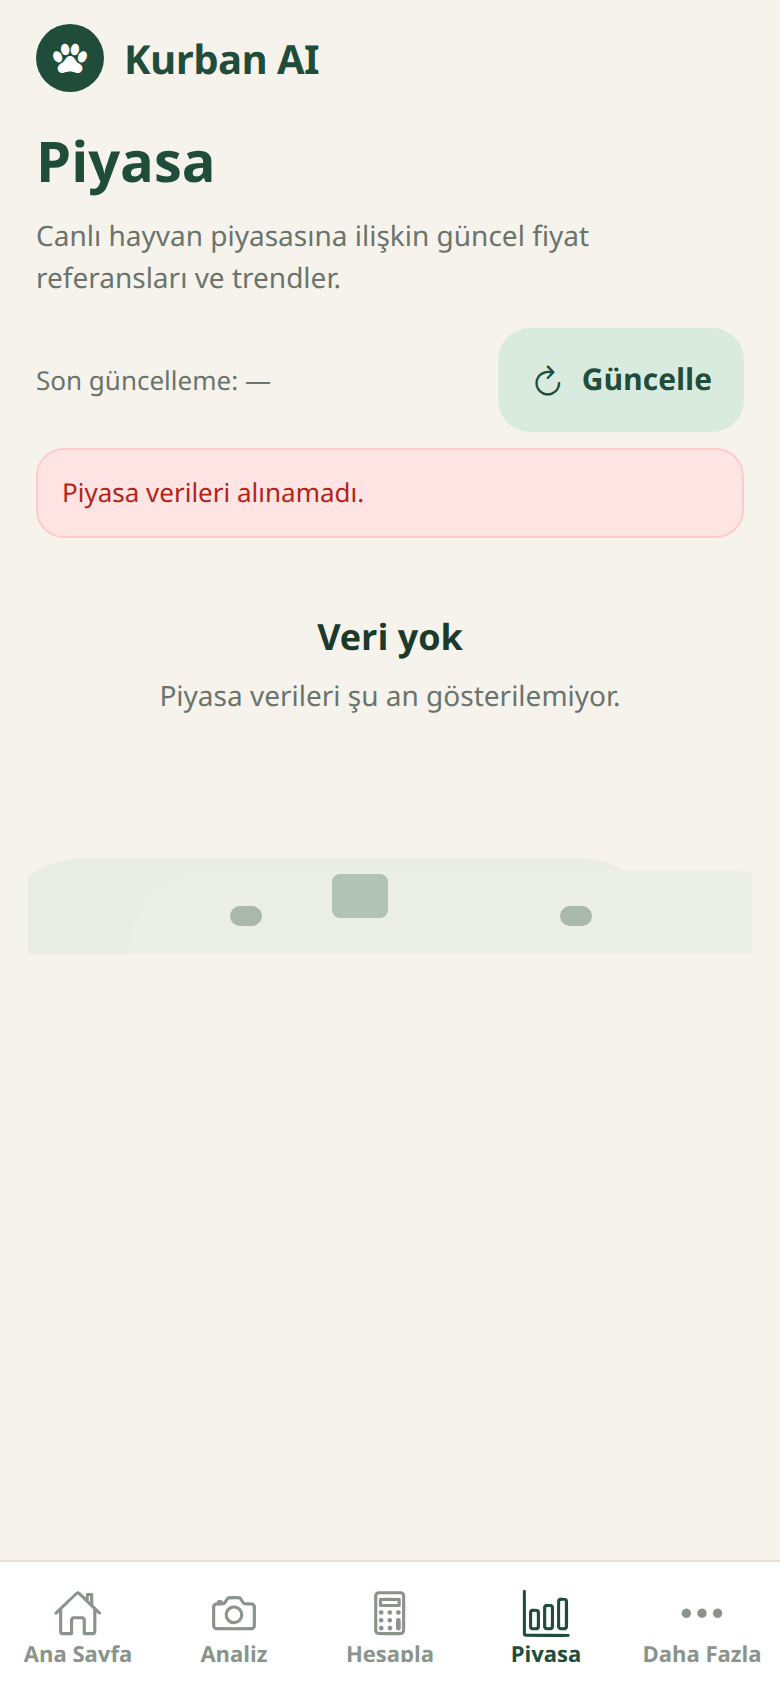 Kurban AI
Piyasa
Canlı hayvan piyasasına ilişkin güncel fiyat
referansları ve trendler.
Son güncelleme: —
Güncelle
Piyasa verileri alınamadı.
Veri yok
Piyasa verileri şu an gösterilemiyor.
Ana Sayfa
Analiz
Hesapla
Piyasa
Daha Fazla